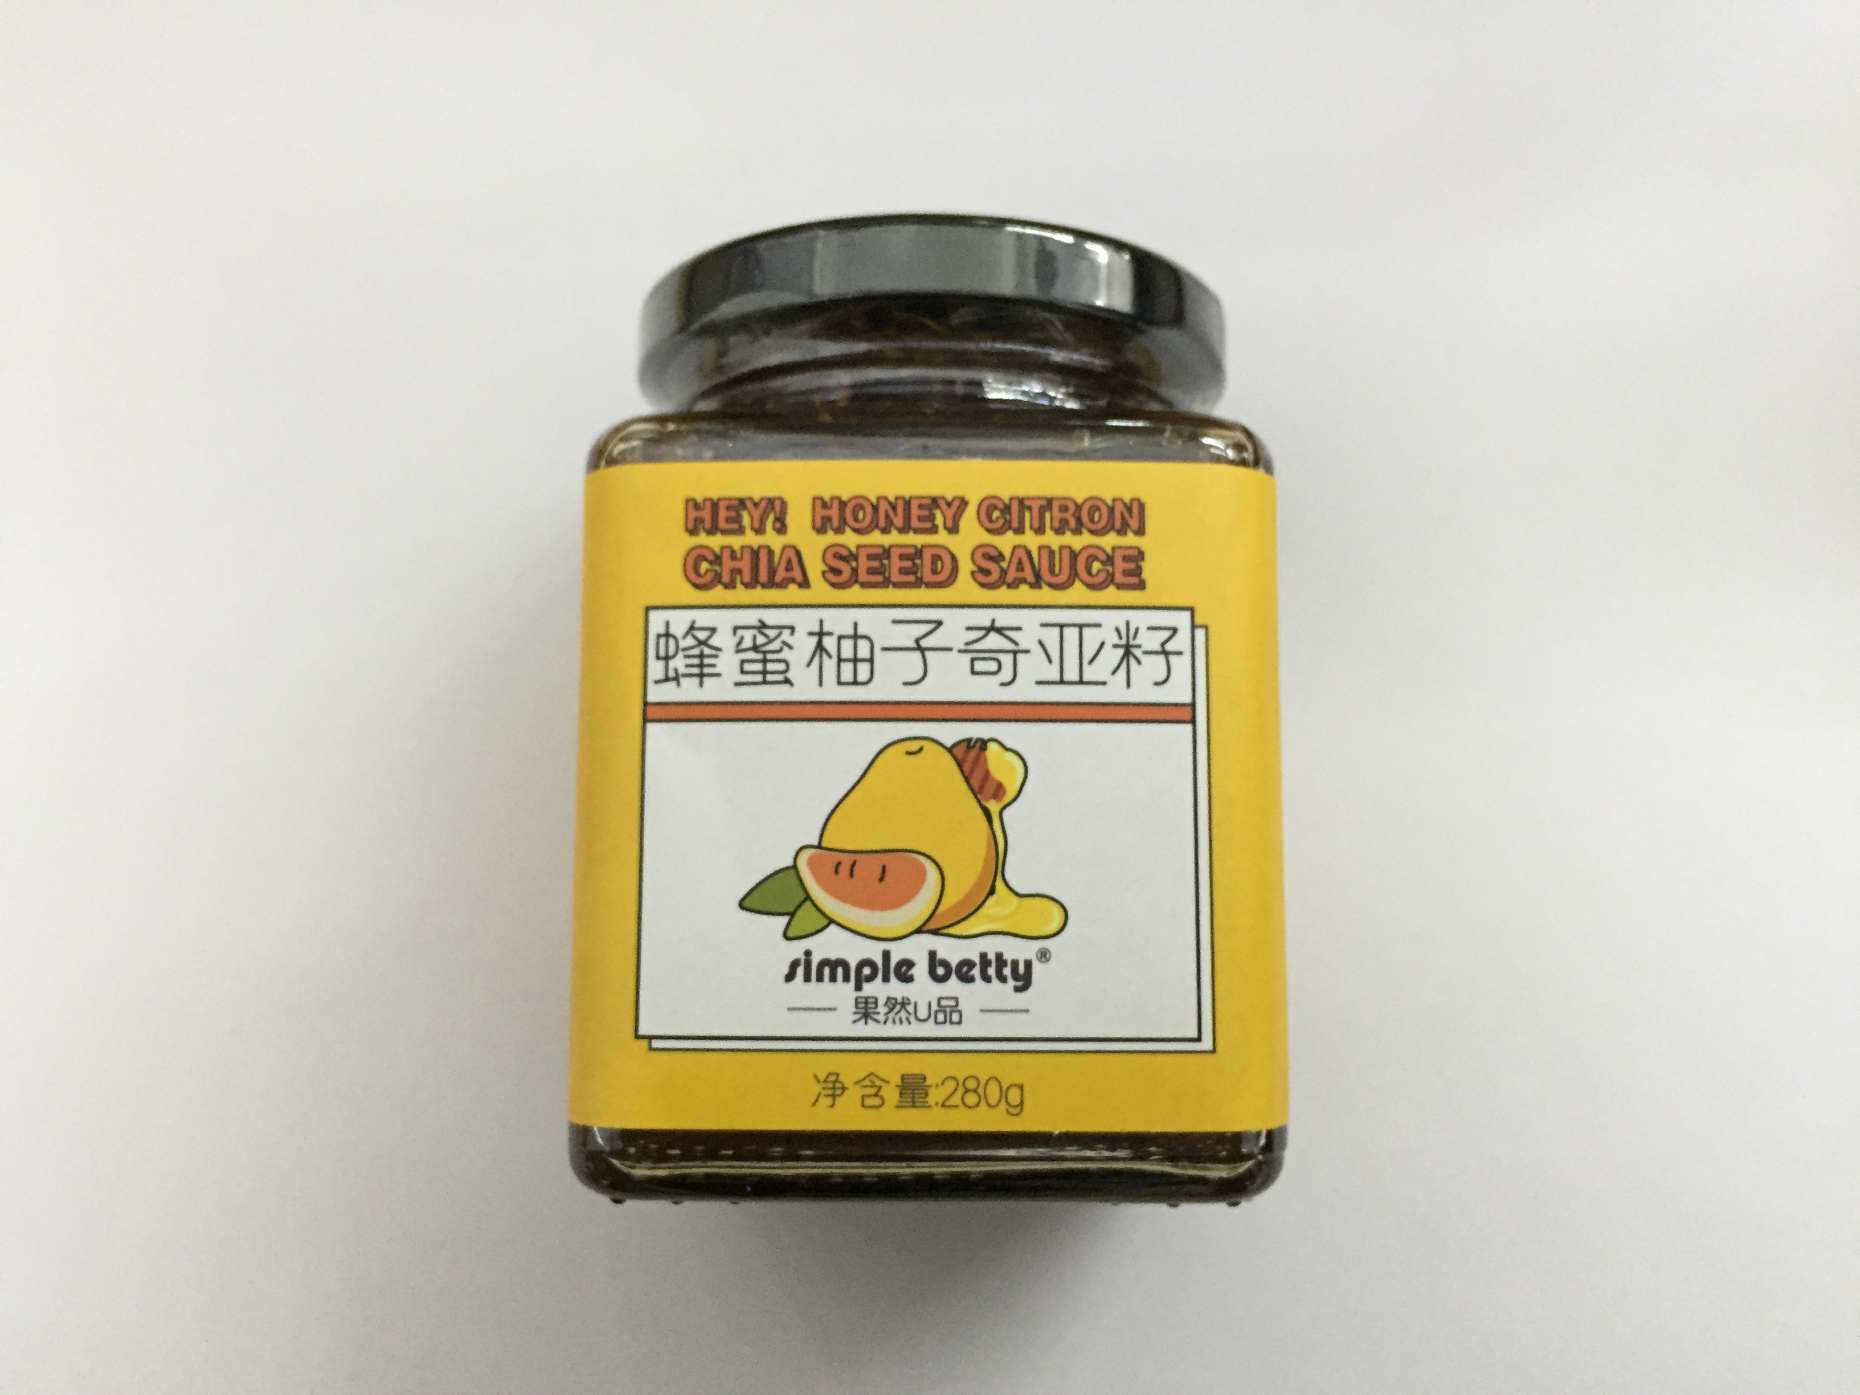 HEY! HONEY CITRON
CHIA SEED SAUCE
蜂蜜柚子奇亚籽
simple betty®
果然U品
净含量:280g